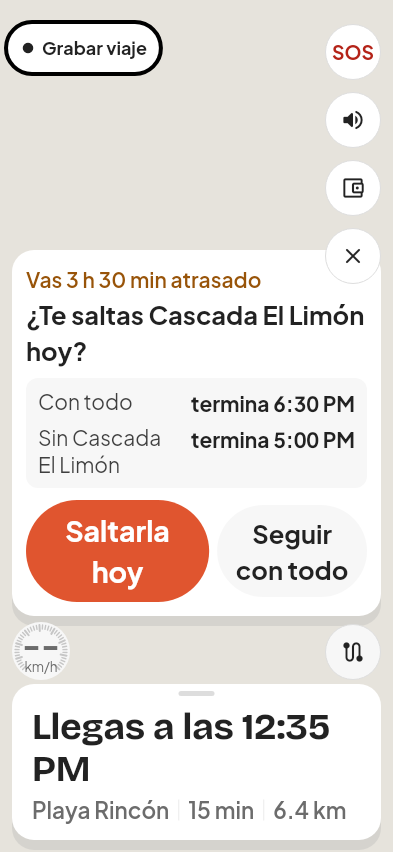 Grabar viaje
SOS
Vas 3 h 30 min atrasado
¿Te saltas Cascada El Limón
hoy?
Con todo termina 6:30 PM
Sin Cascada termina 5:00 PM
El Limón
Saltarla
hoy
Seguir
con todo
-- 
km/h
Llegas a las 12:35
PM
Playa Rincón 15 min 6.4 km